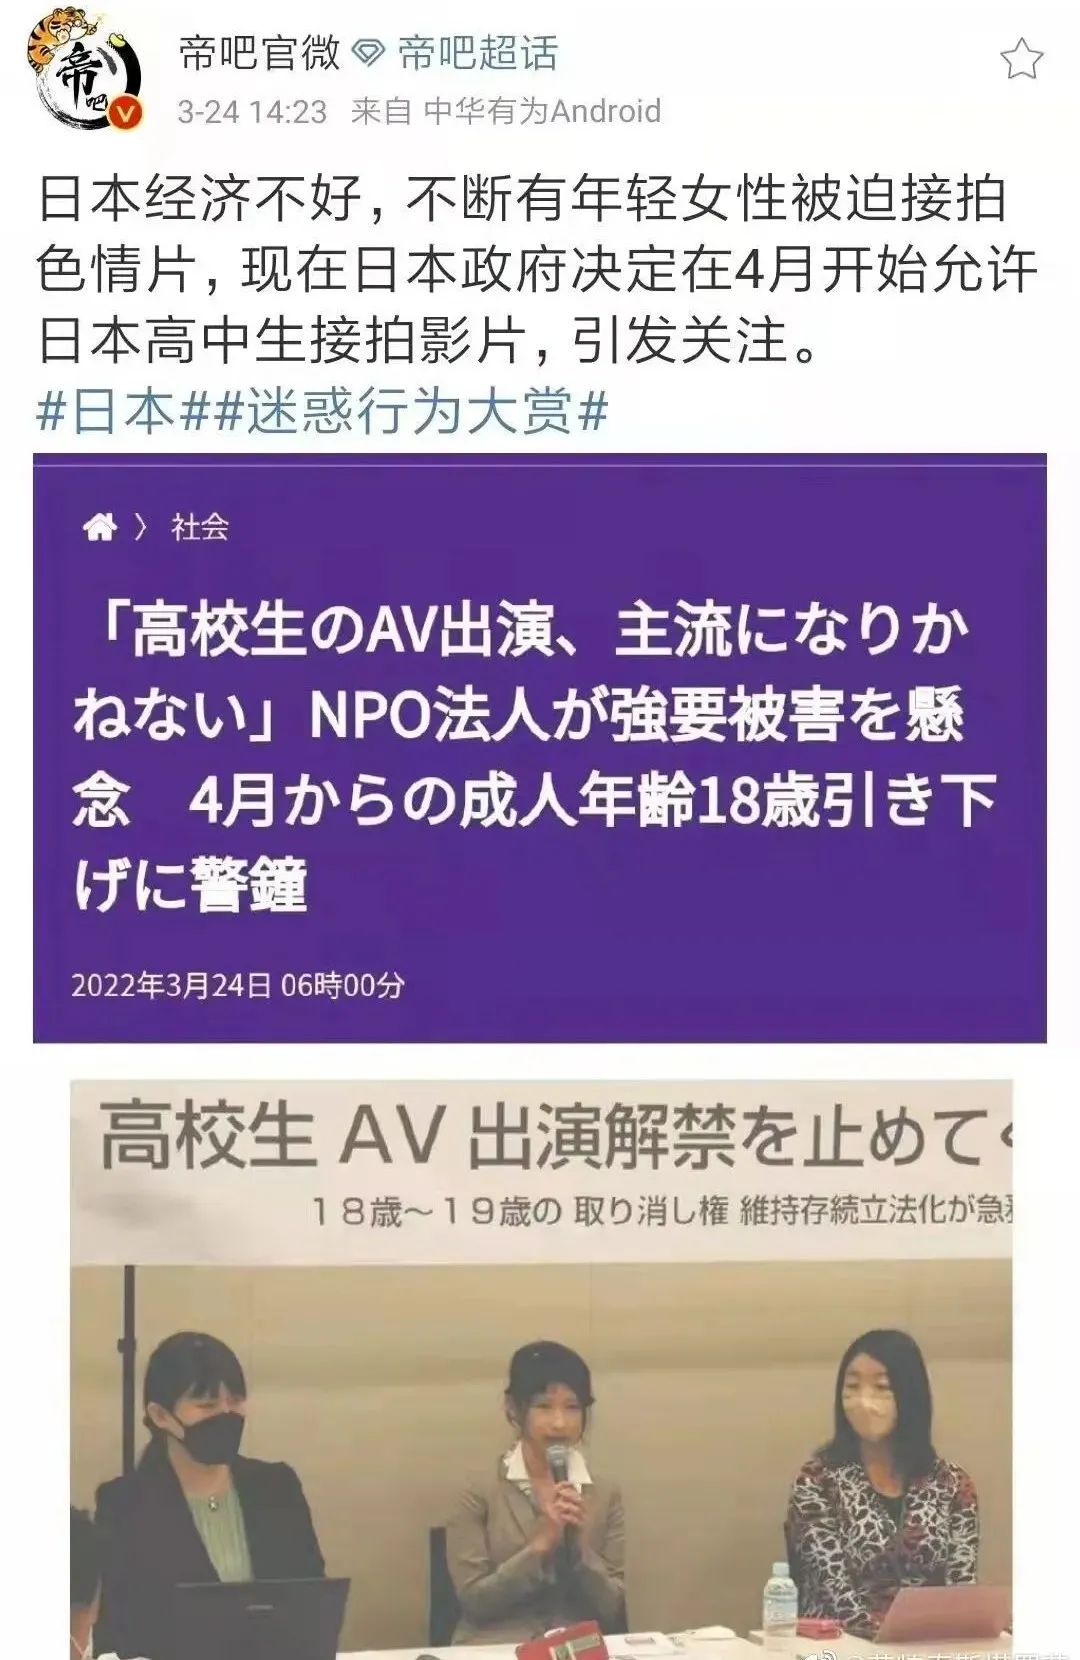 帝吧官微 帝吧超话
3-24 14:23 来自 中华有为Android
帝
吧
日本经济不好,不断有年轻女性被迫接拍
色情片,现在日本政府决定在4月开始允许
日本高中生接拍影片,引发关注。
#日本##迷惑行为大赏#
〉 社会
「高校生のAV出演、主流になりか
ねない」NPO法人が強要被害を懸
念 4月からの成人年齢18歳引き下
げに警鐘
2022年3月24日 06時00分
高校生 AV 出演解禁を止めて
18歳〜19歳の 取り消し権 維持存続立法化が急